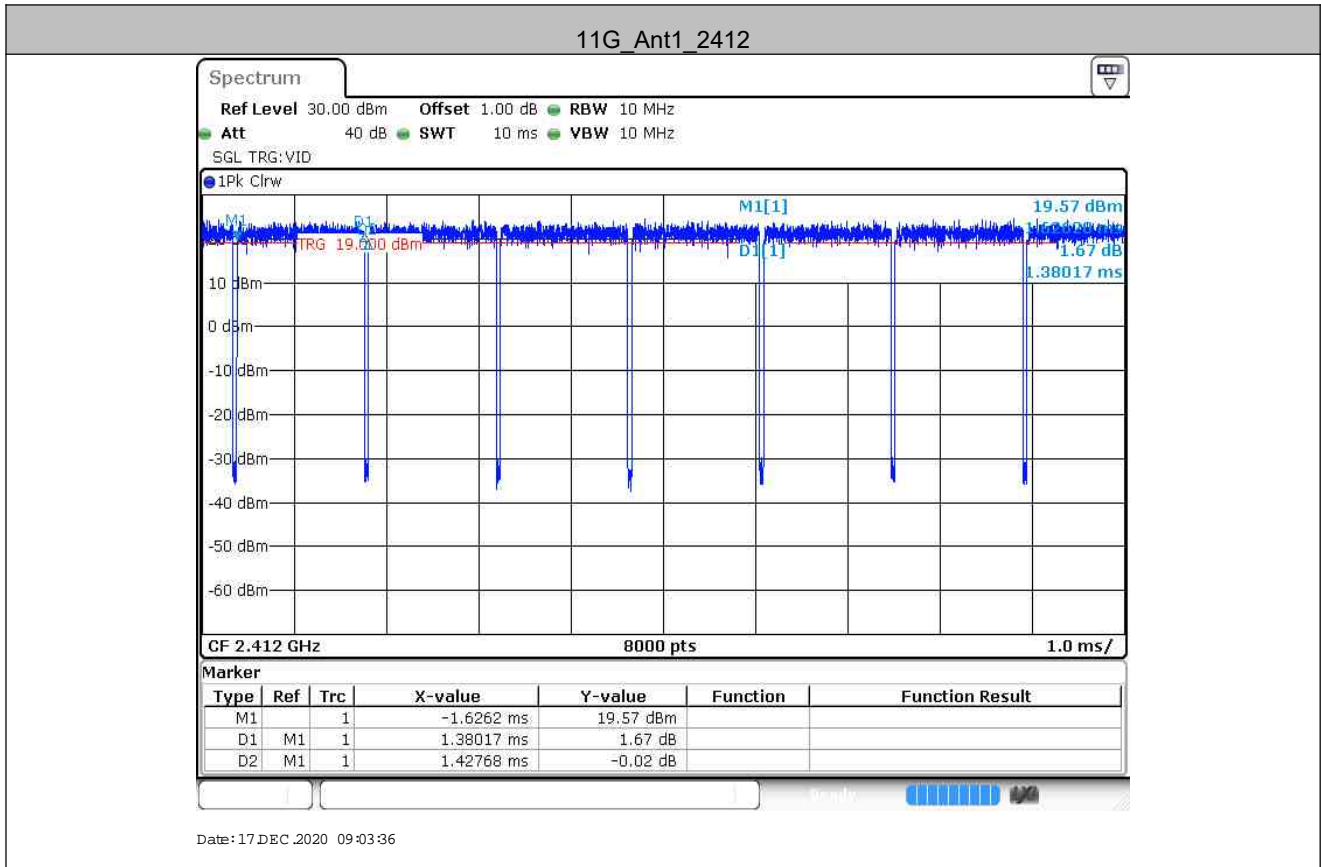 11G_Ant1_2412
Spectrum
Ref Level 30.00 dBm Offset 1.00 dB RBW 10 MHz
Att 40 dB SWT 10 ms VBW 10 MHz
SGL TRG:VID
1Pk Clrw
M1[1] 19.57 dBm
M1 D1
TRG 19.600 dBm
D1[1] 1.67 dB
1.38017 ms
10 dBm
0 dBm
-10 dBm
-20 dBm
-30 dBm
-40 dBm
-50 dBm
-60 dBm
CF 2.412 GHz 8000 pts 1.0 ms/
Marker
Type Ref Trc X-value Y-value Function Function Result
M1 1 -1.6262 ms 19.57 dBm
D1 M1 1 1.38017 ms 1.67 dB
D2 M1 1 1.42768 ms -0.02 dB
Date: 17.DEC.2020 09:03:36